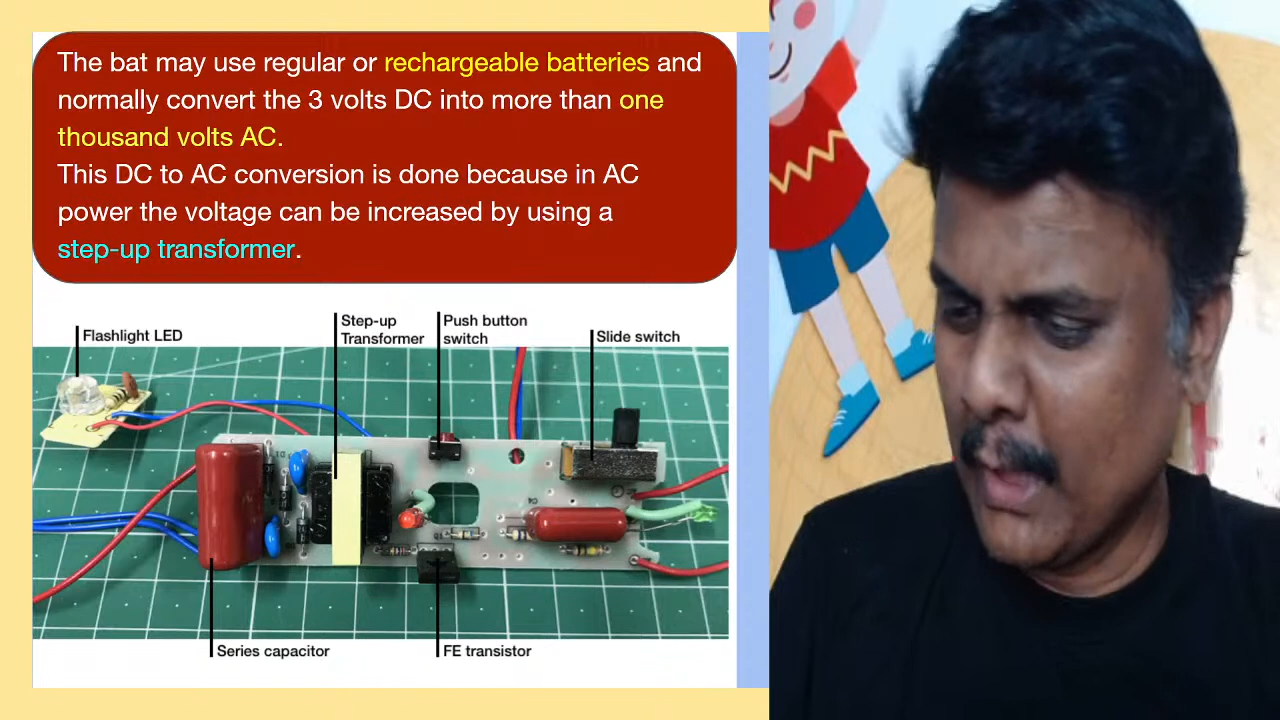 The bat may use regular or rechargeable batteries and
normally convert the 3 volts DC into more than one
thousand volts AC.
This DC to AC conversion is done because in AC
power the voltage can be increased by using a
step-up transformer.
Flashlight LED
Step-up
Transformer
Push button
switch
Slide switch
Series capacitor
FE transistor